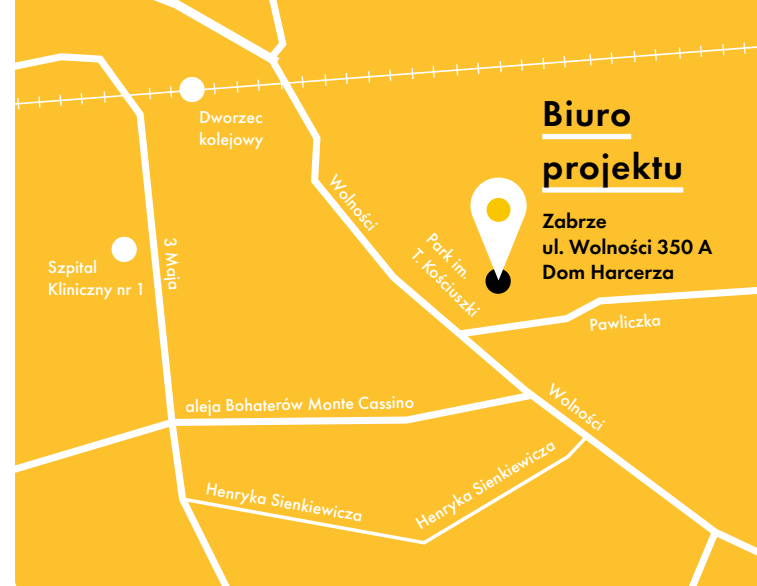 Dworzec
kolejowy
Biuro
projektu
Wolności
Zabrze
ul. Wolności 350 A
Dom Harcerza
Park im.
T. Kościuszki
3 Maja
Szpital
Kliniczny nr 1
Pawliczka
aleja Bohaterów Monte Cassino
Wolności
Henryka Sienkiewicza
Henryka Sienkiewicza